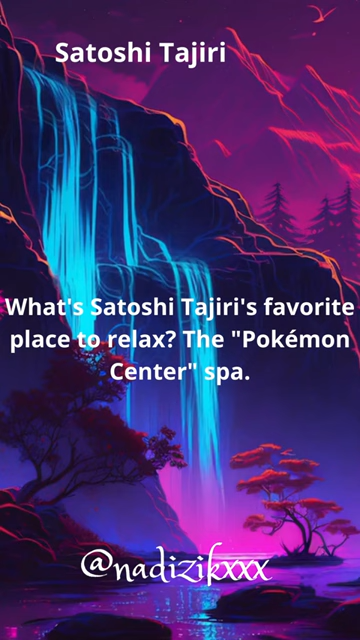 Satoshi Tajiri
What's Satoshi Tajiri's favorite
place to relax? The "Pokémon
Center" spa.
@nadizikxxx